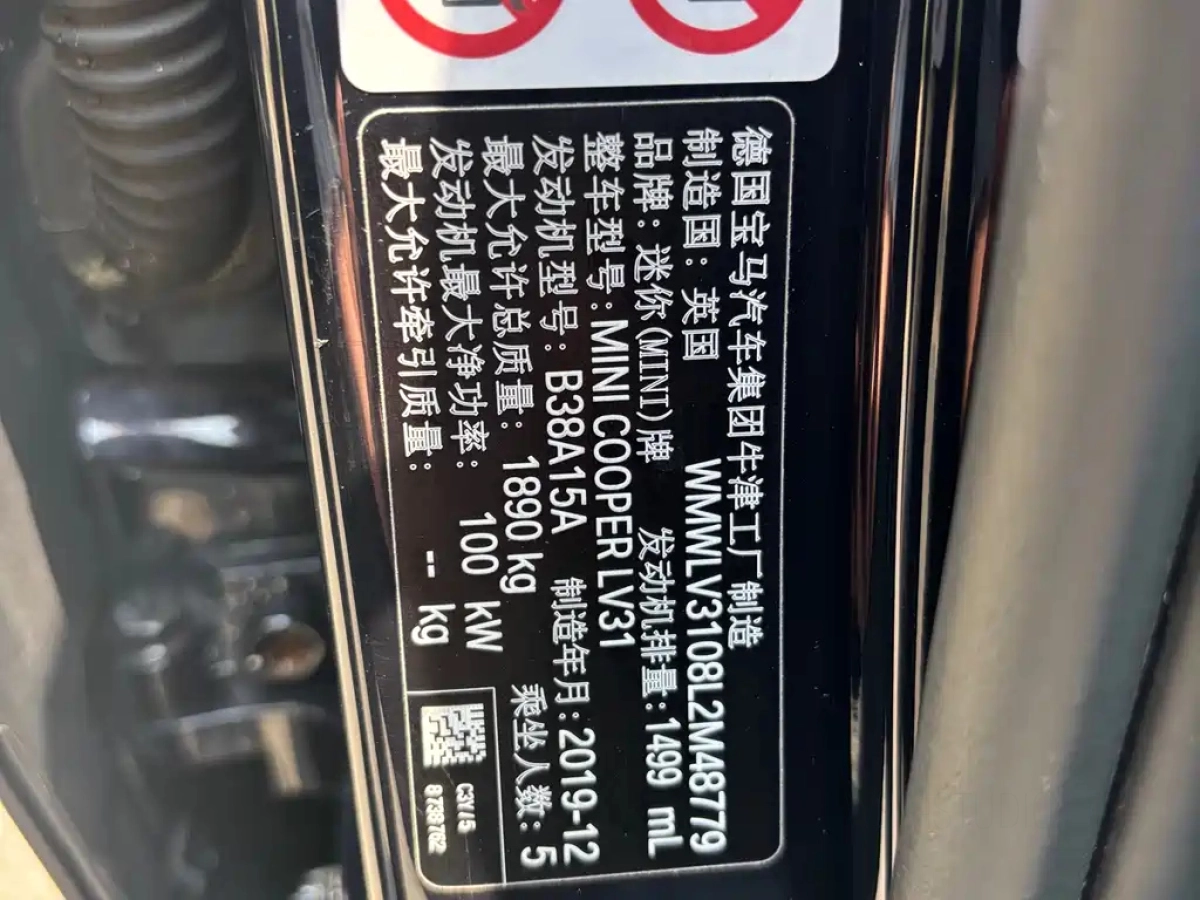 德国宝马汽车集团牛津工厂制造
制造国: 英国 WMWLV3108L2M48779
品牌: 迷你(MINI)牌 发动机排量:1499 mL
整车型号:MINI COOPER LV31
发动机型号: B38A15A 制造年月:2019-12
最大允许总质量: 1890 kg 乘坐人数: 5
发动机最大净功率: 100 kW
最大允许牵引质量: -- kg
8738762